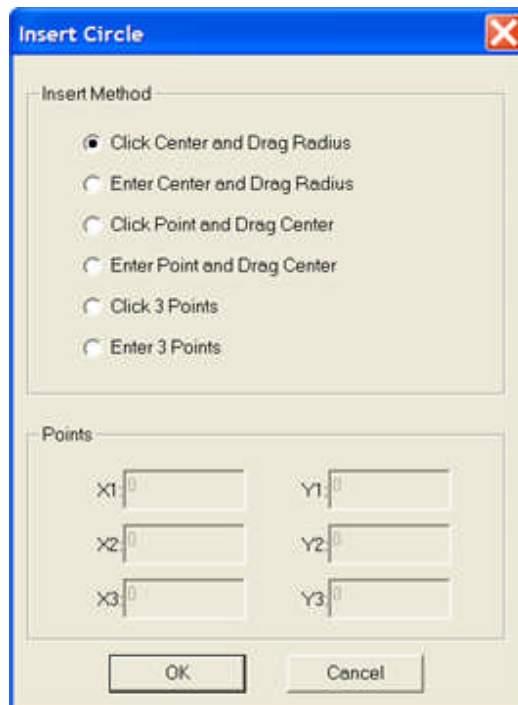 Insert Circle
Insert Method
Click Center and Drag Radius
Enter Center and Drag Radius
Click Point and Drag Center
Enter Point and Drag Center
Click 3 Points
Enter 3 Points
Points
X1: 0 Y1: 0
X2: 0 Y2: 0
X3: 0 Y3: 0
OK Cancel